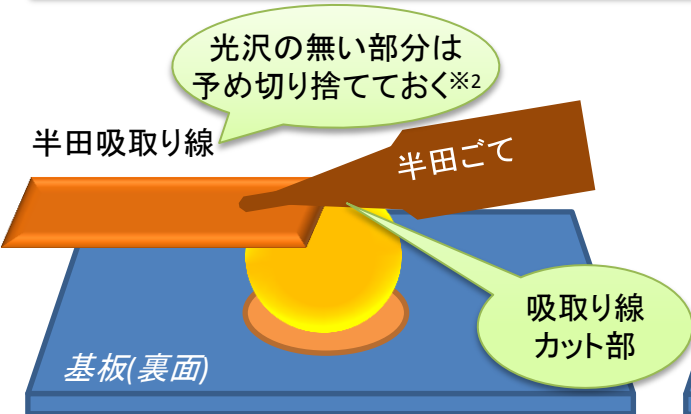 光沢の無い部分は
予め切り捨てておく※2
半田吸取り線
半田ごて
吸取り線
カット部
基板(裏面)